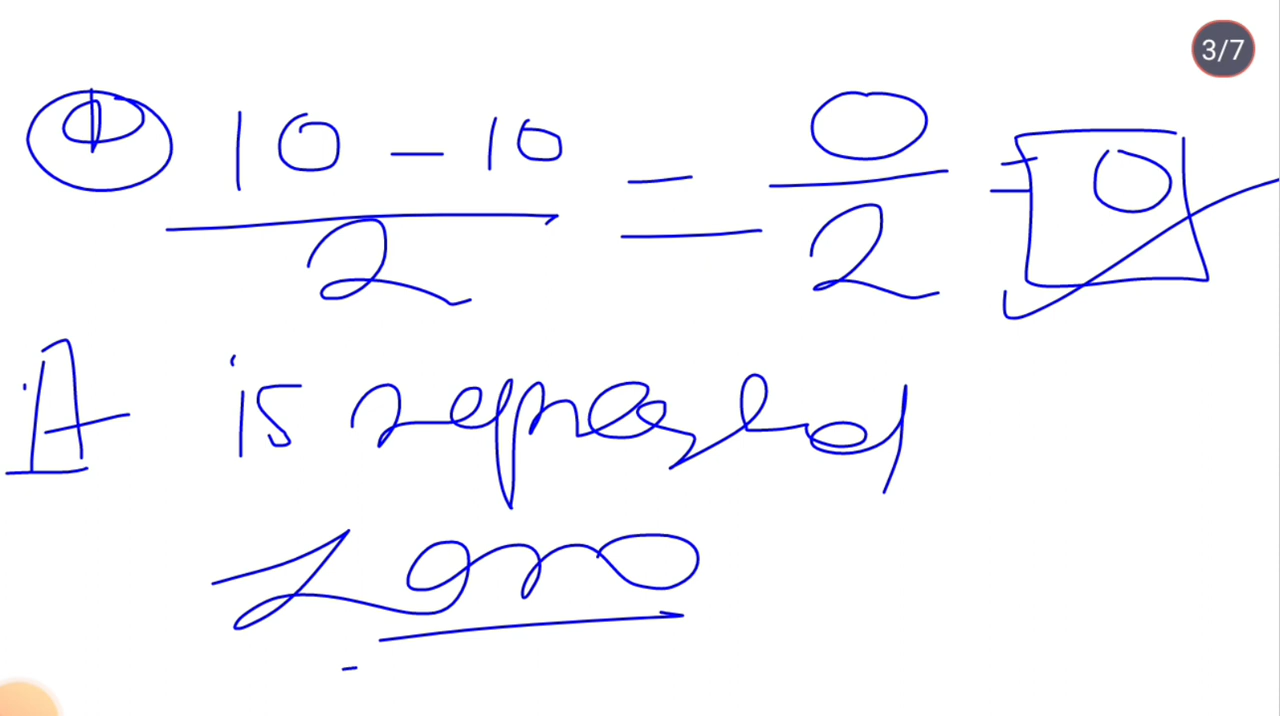 3/7
① (10 - 10)/2 = 0/2 = 0
A is represented
Zero